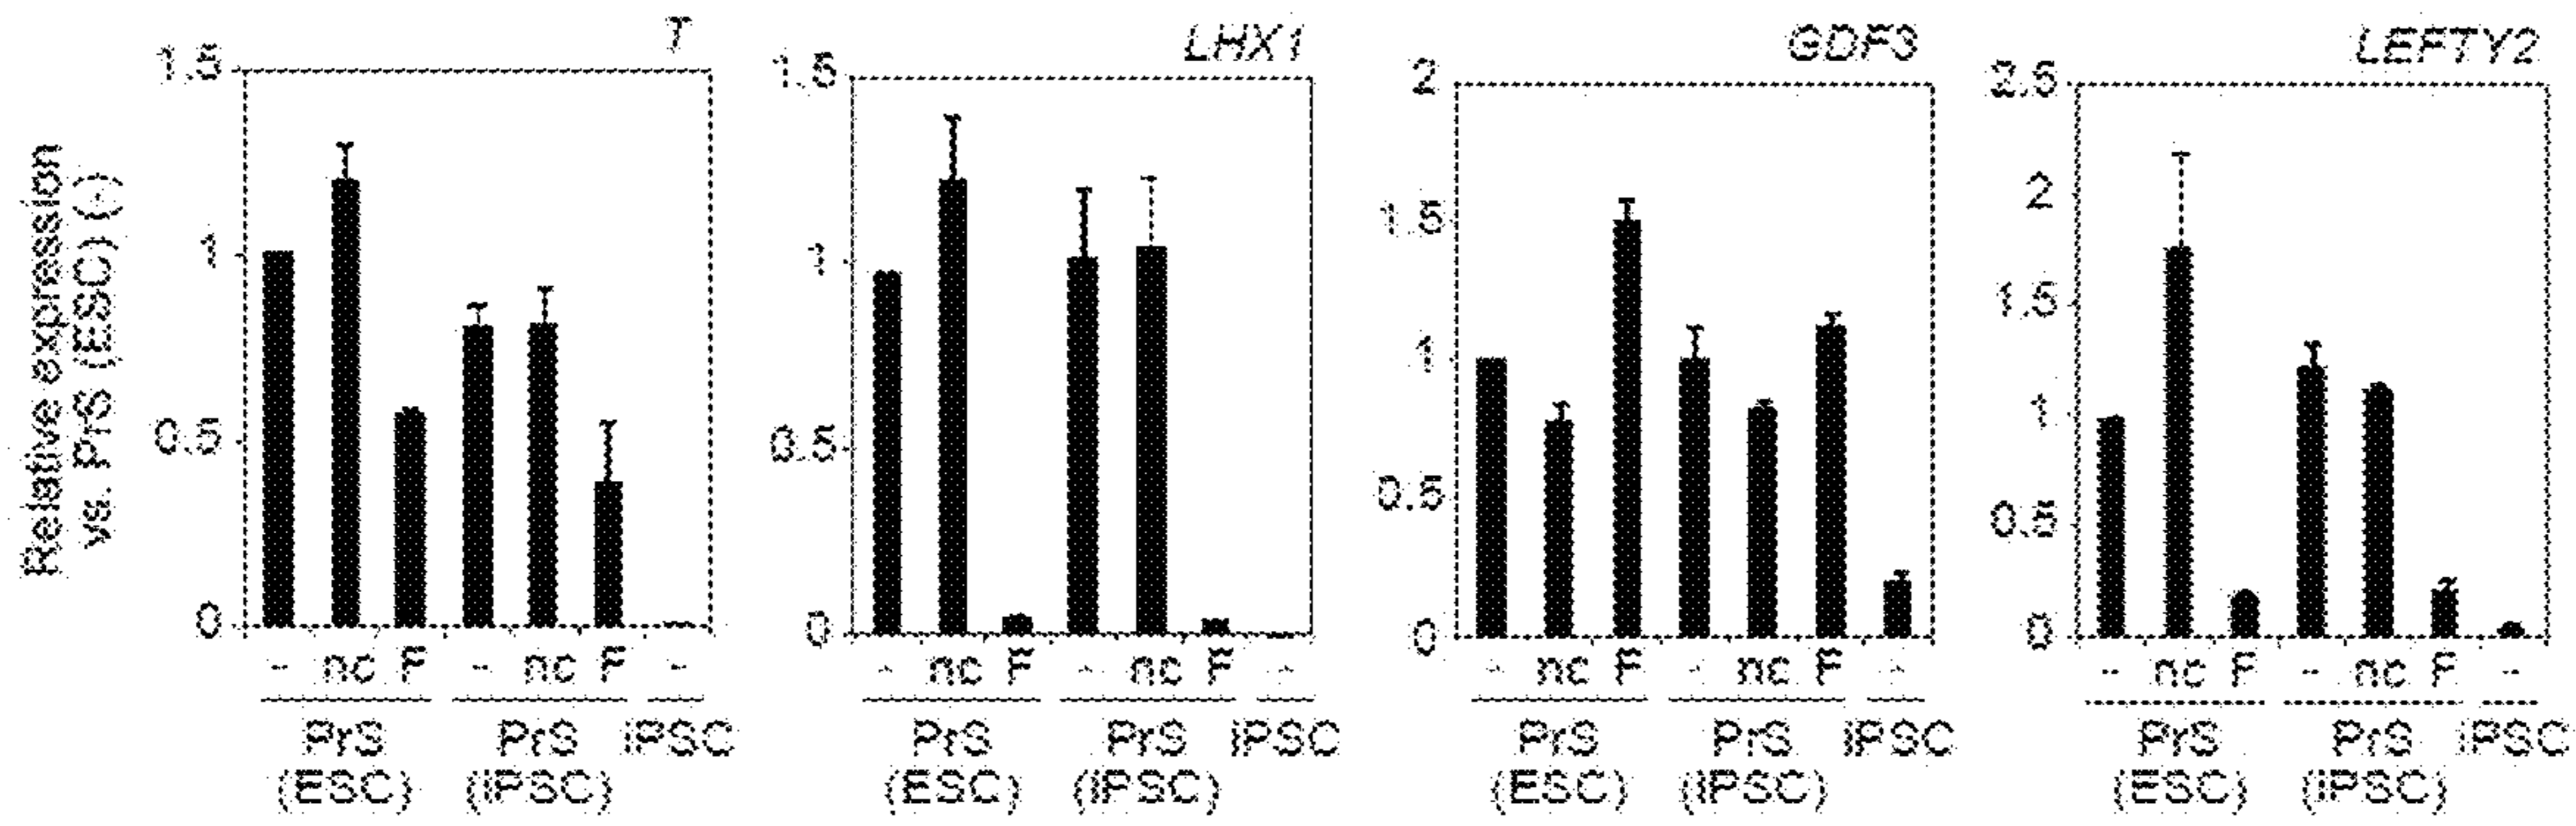 Relative expression
vs. PrS (ESC) (-)
T
1.5
1
0.5
0
- nc F - nc F -
PrS PrS iPSC
(ESC) (iPSC)
LHX1
1.5
1
0.5
0
- nc F - nc F -
PrS PrS iPSC
(ESC) (iPSC)
GDF3
2
1.5
1
0.5
0
- nc F - nc F -
PrS PrS iPSC
(ESC) (iPSC)
LEFTY2
2.5
2
1.5
1
0.5
0
- nc F - nc F -
PrS PrS iPSC
(ESC) (iPSC)